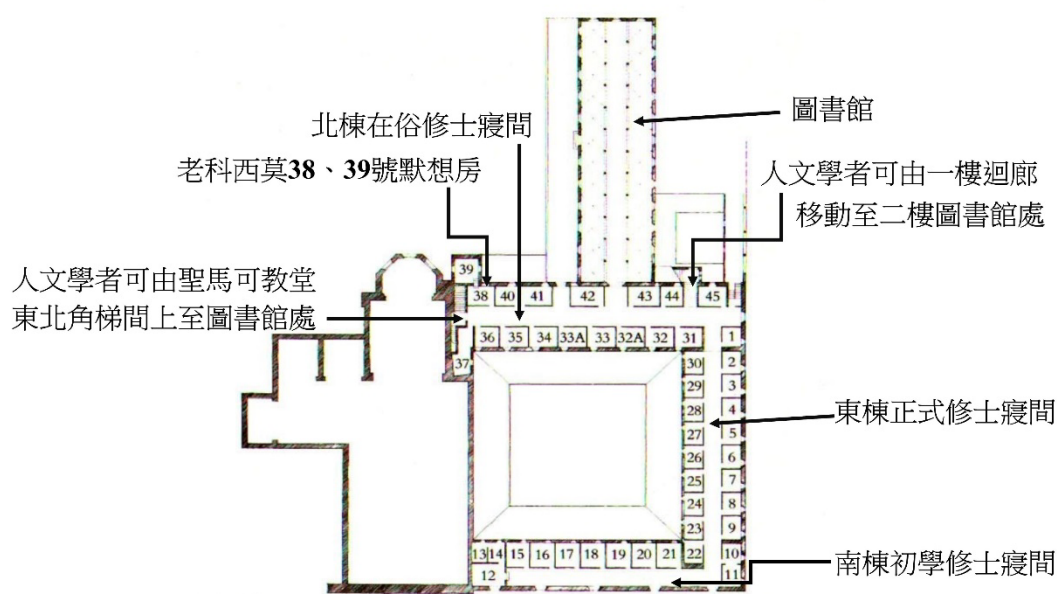 圖書館
北棟在俗修士寢間
老科西莫38、39號默想房
人文學者可由一樓迴廊
移動至二樓圖書館處
人文學者可由聖馬可教堂
東北角梯間上至圖書館處
39
38 40 41 42 43 44 45
36 35 34 33A 33 32A 32 31 1
37
30 2
29 3
28 4
東棟正式修士寢間
27 5
26 6
25 7
24 8
23 9
13 14 15 16 17 18 19 20 21 22 10
12 11
南棟初學修士寢間